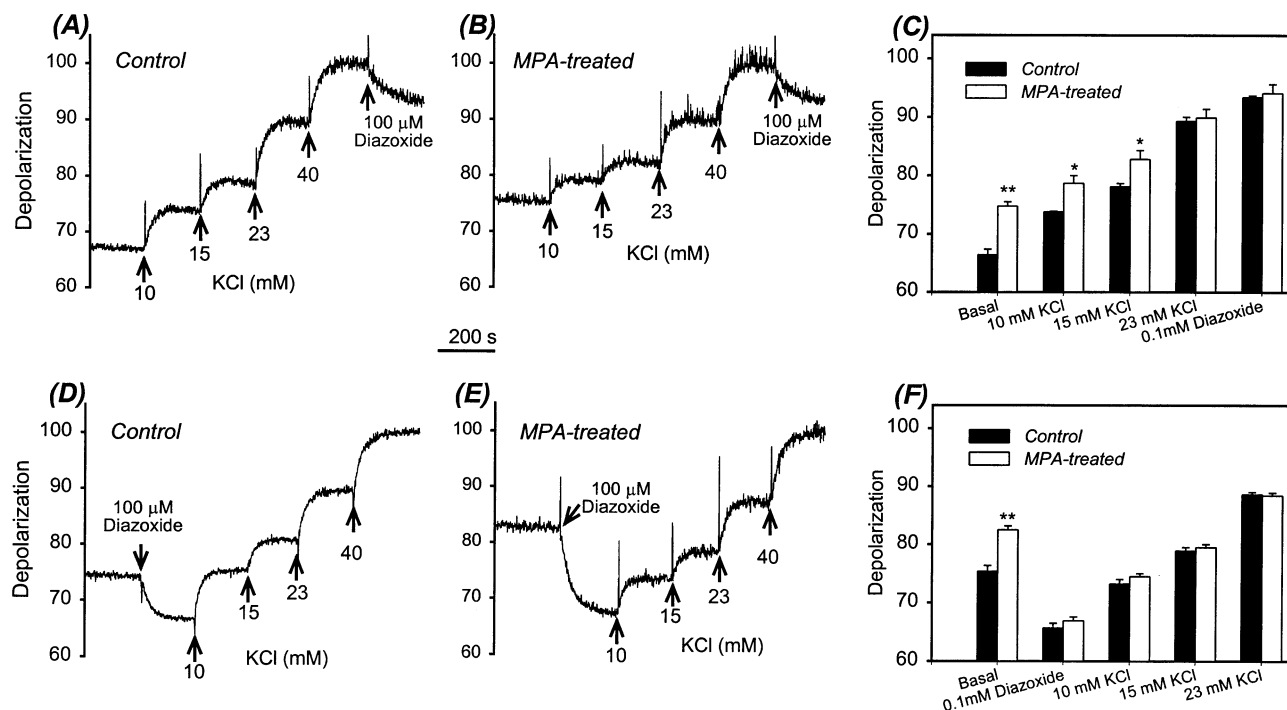 (A)
Control
Depolarization
100
90
80
70
60
10
15
23
40
100 μM
Diazoxide
KCl (mM)
(B)
MPA-treated
100
90
80
70
60
10
15
23
40
100 μM
Diazoxide
KCl (mM)
(C)
Control
MPA-treated
Depolarization
100
90
80
70
60
**
*
*
Basal
10 mM KCl
15 mM KCl
23 mM KCl
0.1mM Diazoxide
200 s
(D)
Control
Depolarization
100
90
80
70
60
100 μM
Diazoxide
10
15
23
40
KCl (mM)
(E)
MPA-treated
100
90
80
70
60
100 μM
Diazoxide
10
15
23
40
KCl (mM)
(F)
Control
MPA-treated
Depolarization
100
90
80
70
60
**
Basal
0.1mM Diazoxide
10 mM KCl
15 mM KCl
23 mM KCl